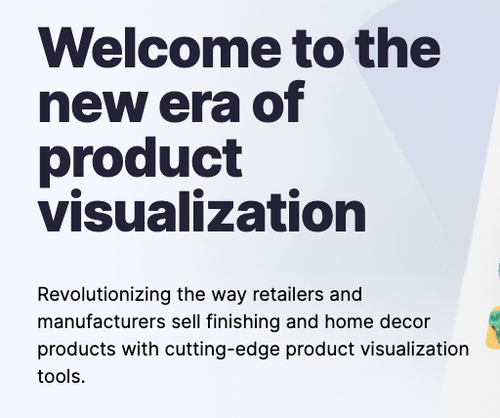 Welcome to the
new era of
product
visualization
Revolutionizing the way retailers and
manufacturers sell finishing and home decor
products with cutting-edge product visualization
tools.